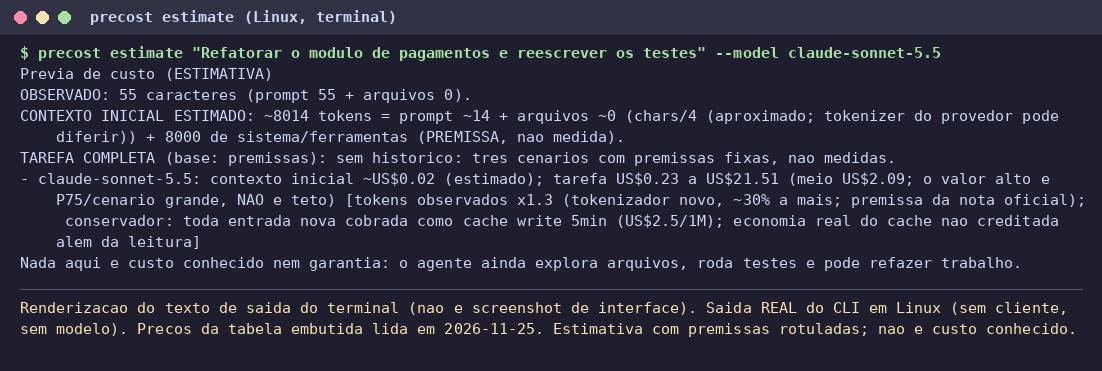 precost estimate (Linux, terminal)
$ precost estimate "Refatorar o modulo de pagamentos e reescrever os testes" --model claude-sonnet-5.5
Previa de custo (ESTIMATIVA)
OBSERVADO: 55 caracteres (prompt 55 + arquivos 0).
CONTEXTO INICIAL ESTIMADO: ~8014 tokens = prompt ~14 + arquivos ~0 (chars/4 (aproximado; tokenizer do provedor pode
diferir)) + 8000 de sistema/ferramentas (PREMISSA, nao medida).
TAREFA COMPLETA (base: premissas): sem historico: tres cenarios com premissas fixas, nao medidas.
- claude-sonnet-5.5: contexto inicial ~US$0.02 (estimado); tarefa US$0.23 a US$21.51 (meio US$2.09; o valor alto e
P75/cenario grande, NAO e teto) [tokens observados x1.3 (tokenizador novo, ~30% a mais; premissa da nota oficial);
conservador: toda entrada nova cobrada como cache write 5min (US$2.5/1M); economia real do cache nao creditada
alem da leitura]
Nada aqui e custo conhecido nem garantia: o agente ainda explora arquivos, roda testes e pode refazer trabalho.
Renderizacao do texto de saida do terminal (nao e screenshot de interface). Saida REAL do CLI em Linux (sem cliente,
sem modelo). Precos da tabela embutida lida em 2026-11-25. Estimativa com premissas rotuladas; nao e custo conhecido.